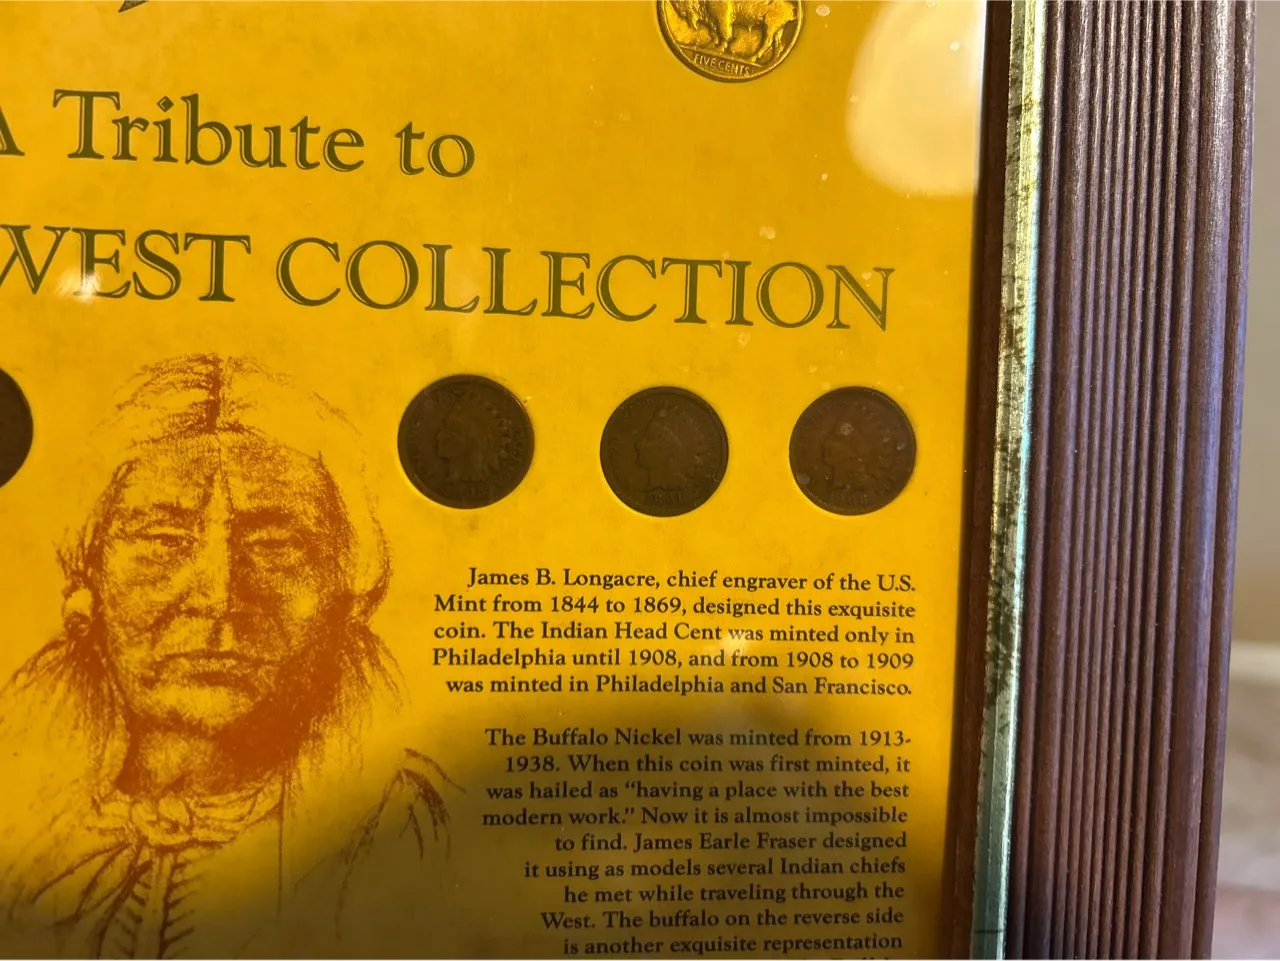 FIVE CENTS
A Tribute to
WEST COLLECTION
James B. Longacre, chief engraver of the U.S.
Mint from 1844 to 1869, designed this exquisite
coin. The Indian Head Cent was minted only in
Philadelphia until 1908, and from 1908 to 1909
was minted in Philadelphia and San Francisco.
The Buffalo Nickel was minted from 1913-
1938. When this coin was first minted, it
was hailed as “having a place with the best
modern work.” Now it is almost impossible
to find. James Earle Fraser designed
it using as models several Indian chiefs
he met while traveling through the
West. The buffalo on the reverse side
is another exquisite representation